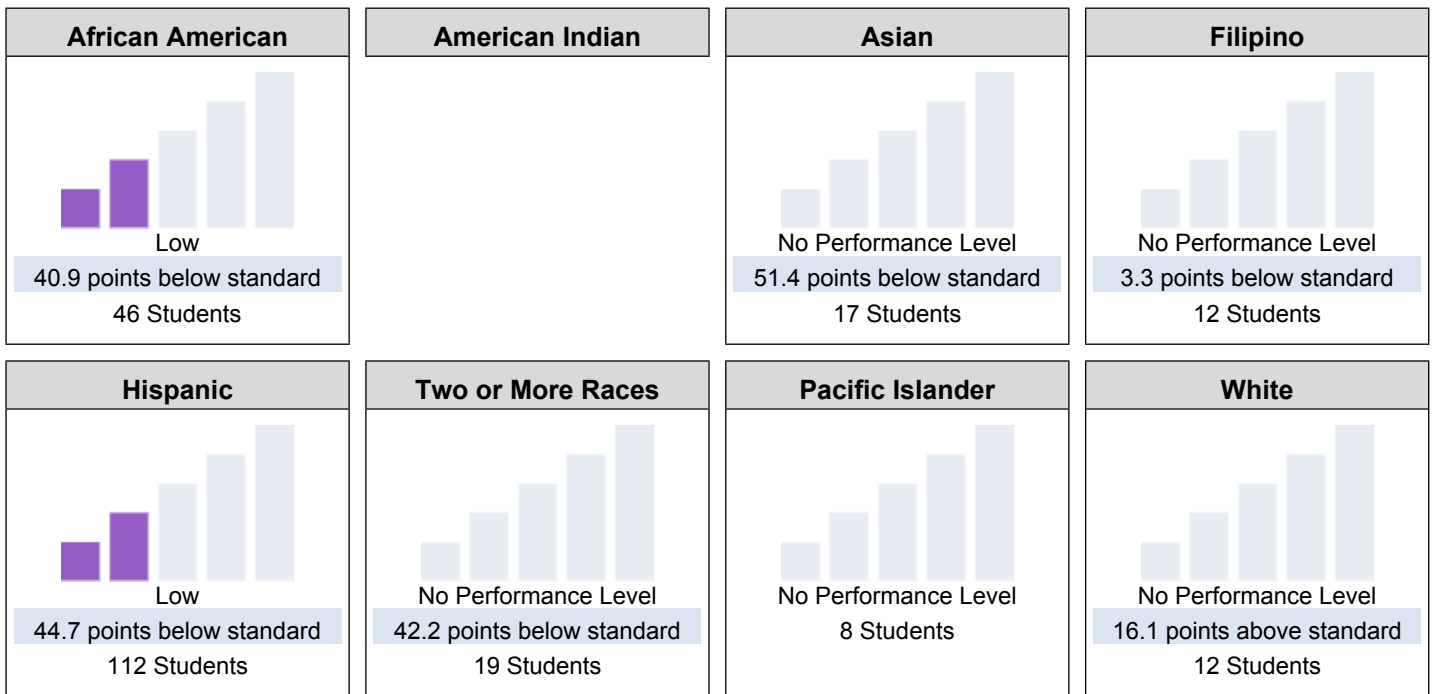 African American
Low
40.9 points below standard
46 Students
American Indian
Asian
No Performance Level
51.4 points below standard
17 Students
Filipino
No Performance Level
3.3 points below standard
12 Students
Hispanic
Low
44.7 points below standard
112 Students
Two or More Races
No Performance Level
42.2 points below standard
19 Students
Pacific Islander
No Performance Level
8 Students
White
No Performance Level
16.1 points above standard
12 Students